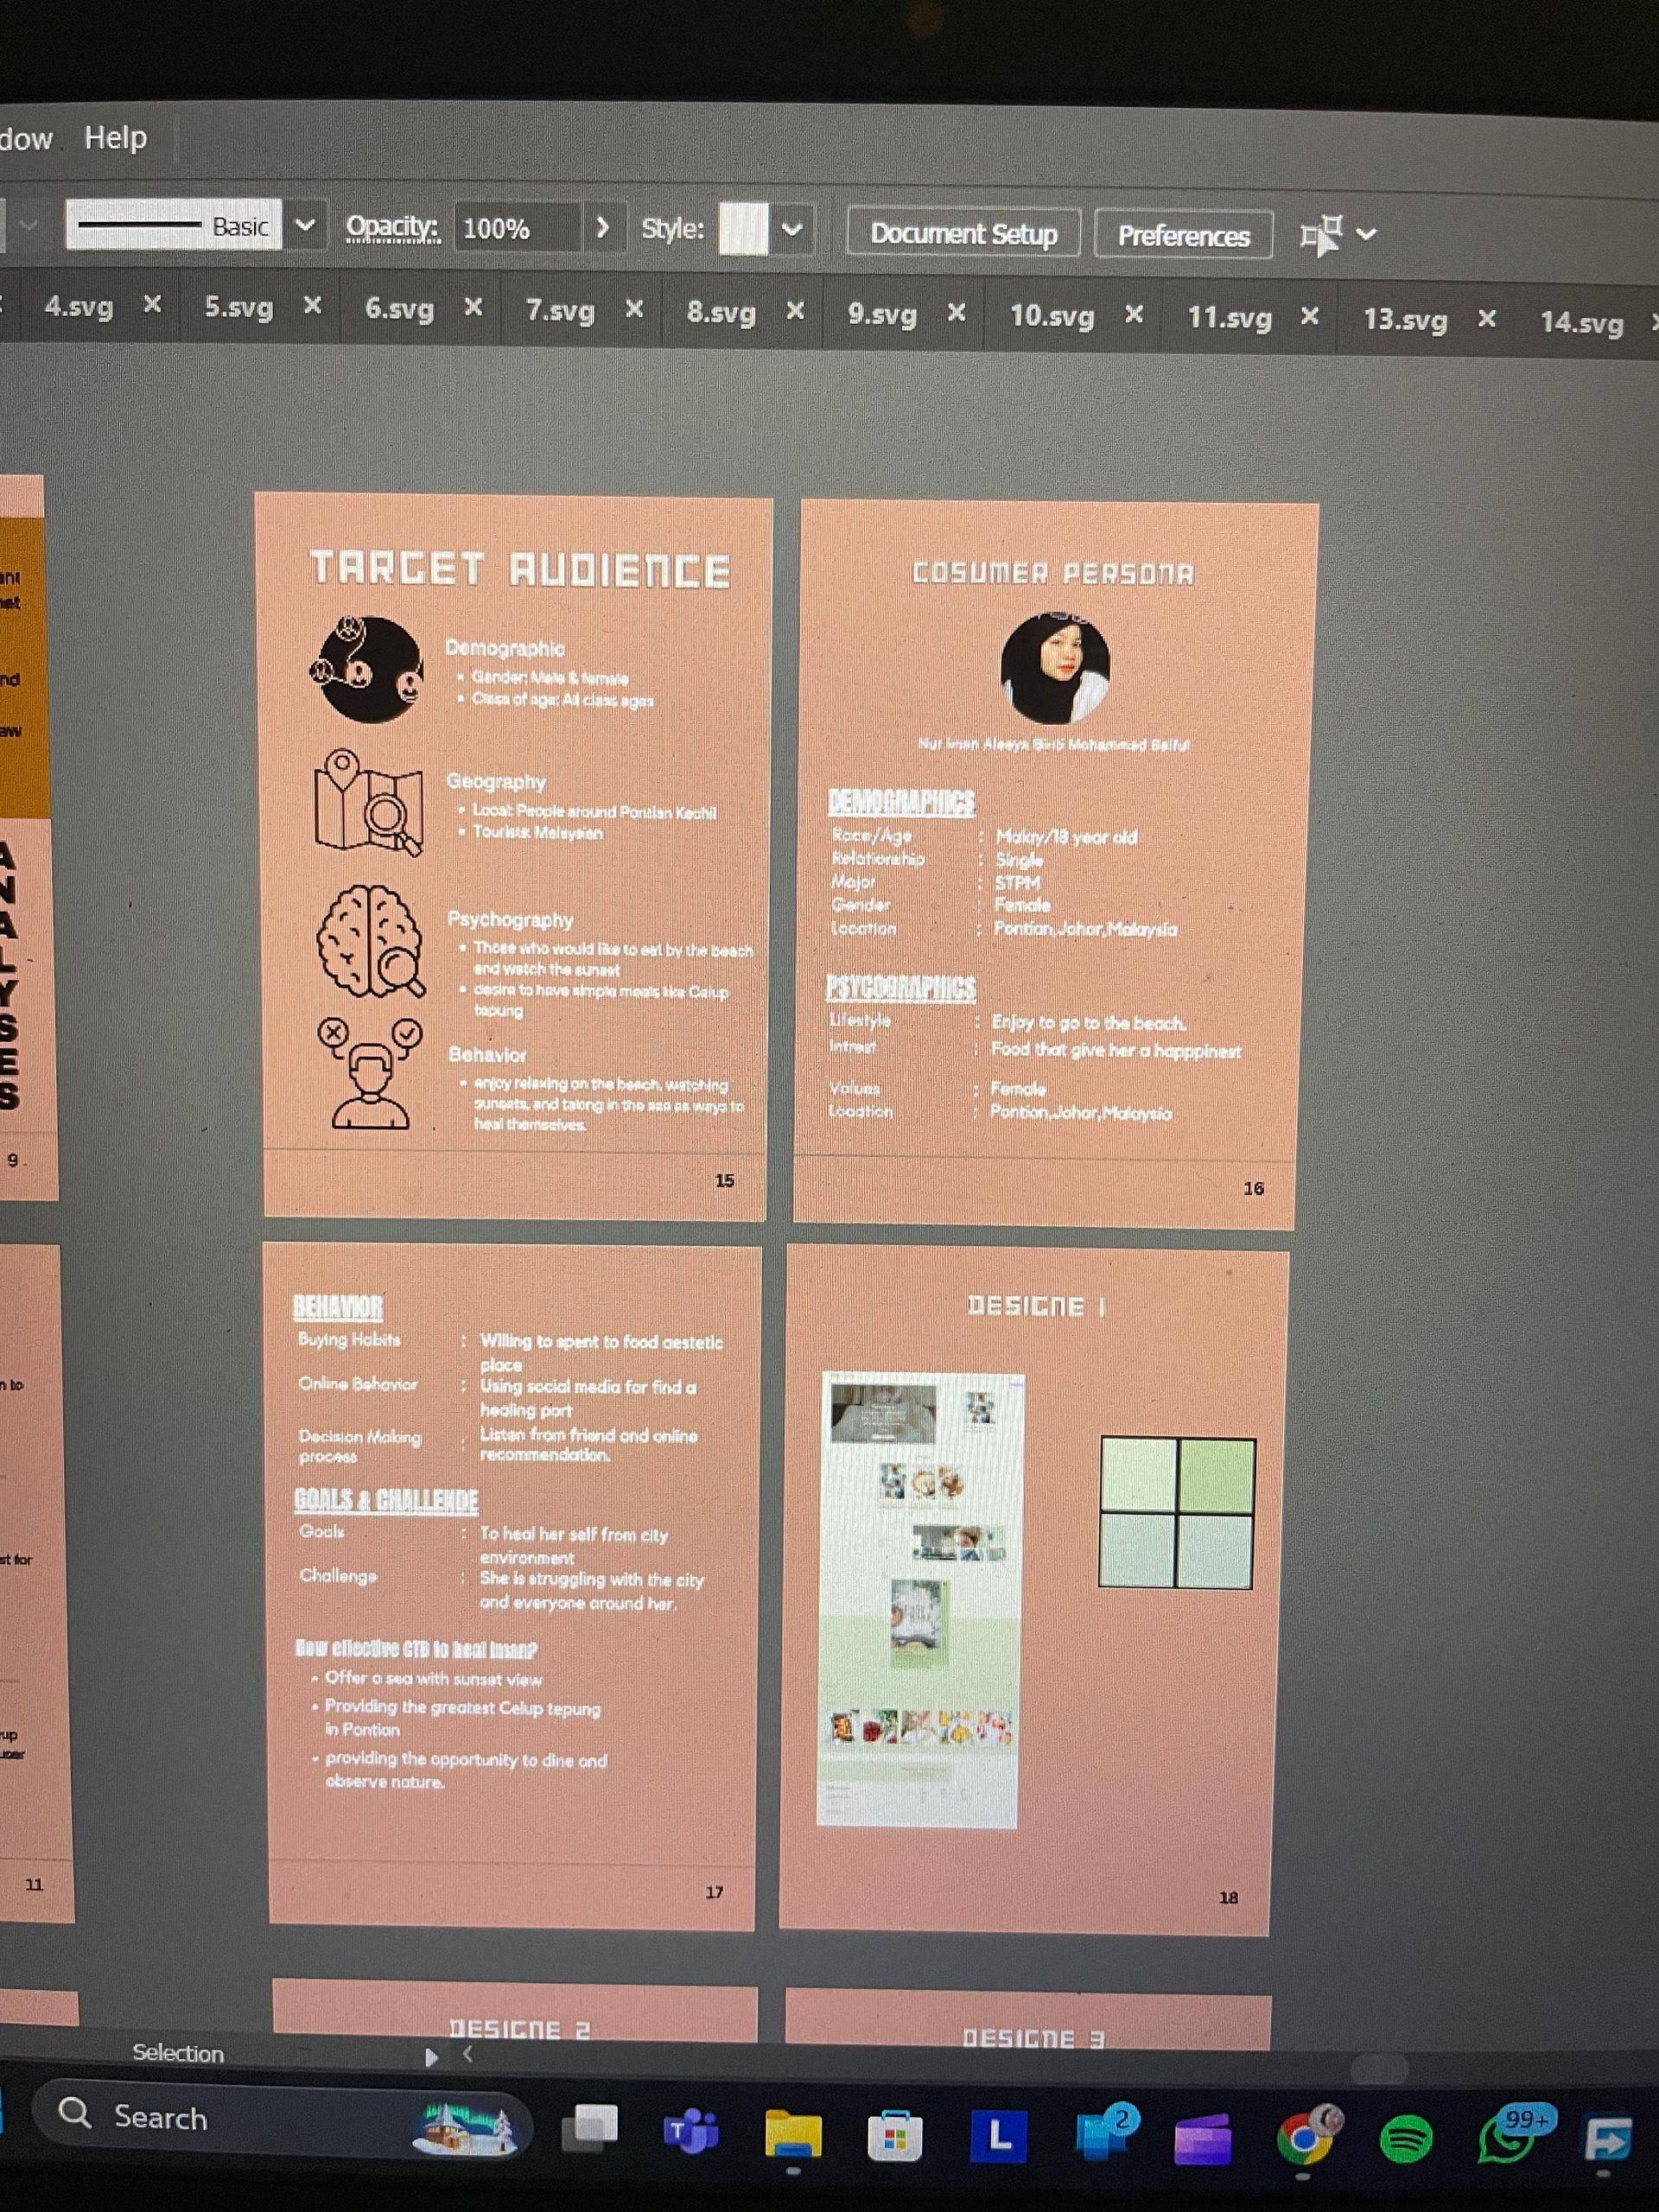 dow
Help
Basic
Opacity:
100%
Style:
Document Setup
Preferences
4.svg
5.svg
6.svg
7.svg
8.svg
9.svg
10.svg
11.svg
13.svg
14.svg
nd
aw
A
N
A
L
Y
S
E
S
9
TARGET AUDIENCE
Demographic
Gender: Male & female
Class of age: All class ages
Geography
Local: People around Pontian Kechil
Tourists: Malaysian
Psychography
Those who would like to eat by the beach
and watch the sunset
desire to have simple meals like Celup
tepung
Behavior
enjoy relaxing on the beach, watching
sunsets, and taking in the sea as ways to
heal themselves.
15
COSUMER PERSONA
Nur Iman Aleeya Binti Mohammad Saiful
DEMOGRAPHICS
Race/Age : Malay/18 year old
Relationship : Single
Major : STPM
Gender : Female
Location : Pontian,Johor,Malaysia
PSYCOGRAPHICS
Lifestyle : Enjoy to go to the beach.
Intrest : Food that give her a happpinest
Values : Female
Location : Pontian,Johor,Malaysia
16
n to
st for
up
user
11
BEHAVIOR
Buying Habits : Willing to spent to food aestetic
place
Online Behavior : Using social media for find a
healing port
Decision Making : Listen from friend and online
process recommendation.
GOALS & CHALLENDE
Goals : To heal her self from city
environment
Challenge : She is struggling with the city
and everyone around her.
How effective CTB to heal Iman?
Offer a sea with sunset view
Providing the greatest Celup tepung
in Pontian
providing the opportunity to dine and
observe nature.
17
DESIGNE 1
18
DESIGNE 2
DESIGNE 3
Selection
Search
T
L
2
99+